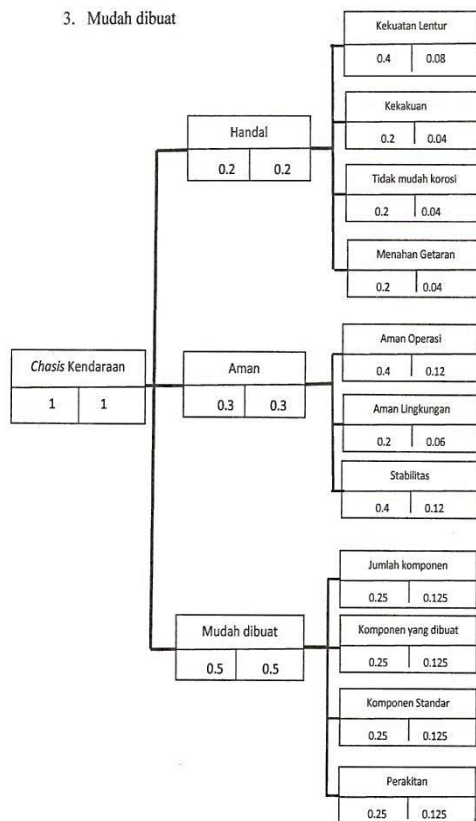 3. Mudah dibuat
Kekuatan Lentur
0.4 0.08
Kekakuan
0.2 0.04
Handal
0.2 0.2
Tidak mudah korosi
0.2 0.04
Menahan Getaran
0.2 0.04
Chasis Kendaraan
1 1
Aman
0.3 0.3
Aman Operasi
0.4 0.12
Aman Lingkungan
0.2 0.06
Stabilitas
0.4 0.12
Mudah dibuat
0.5 0.5
Jumlah komponen
0.25 0.125
Komponen yang dibuat
0.25 0.125
Komponen Standar
0.25 0.125
Perakitan
0.25 0.125